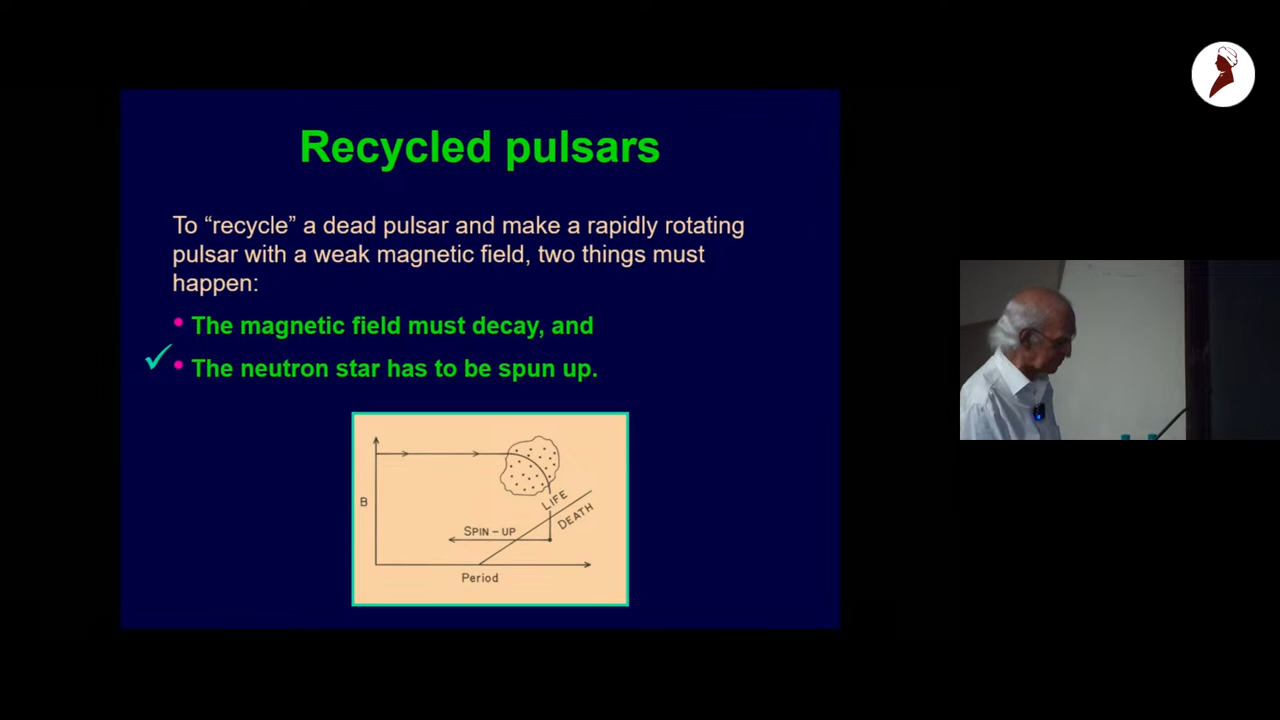 Recycled pulsars
To “recycle” a dead pulsar and make a rapidly rotating
pulsar with a weak magnetic field, two things must
happen:
• The magnetic field must decay, and
✓• The neutron star has to be spun up.
B
LIFE
DEATH
SPIN-UP
Period